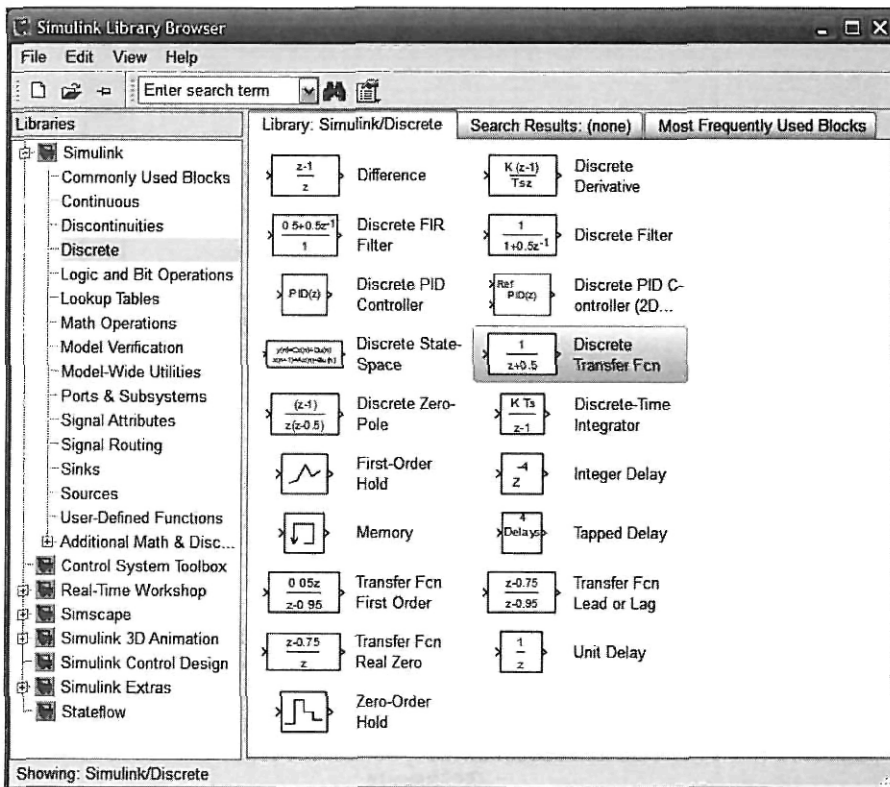 Simulink Library Browser
File Edit View Help
Enter search term
Libraries
Simulink
Commonly Used Blocks
Continuous
Discontinuities
Discrete
Logic and Bit Operations
Lookup Tables
Math Operations
Model Verification
Model-Wide Utilities
Ports & Subsystems
Signal Attributes
Signal Routing
Sinks
Sources
User-Defined Functions
Additional Math & Disc...
Control System Toolbox
Real-Time Workshop
Simscape
Simulink 3D Animation
Simulink Control Design
Simulink Extras
Stateflow
Library: Simulink/Discrete
Search Results: (none)
Most Frequently Used Blocks
z-1
z
Difference
K (z-1)
Tsz
Discrete
Derivative
0 5+0.5z⁻¹
1
Discrete FIR
Filter
1
1+0.5z⁻¹
Discrete Filter
PID(z)
Discrete PID
Controller
Ref
PID(z)
Discrete PID C-
ontroller (2D...
Discrete State-
Space
1
z+0.5
Discrete
Transfer Fcn
(z-1)
z(z-0.5)
Discrete Zero-
Pole
K Ts
z-1
Discrete-Time
Integrator
First-Order
Hold
-4
Z
Integer Delay
Memory
4
Delays
Tapped Delay
0 05z
z-0 95
Transfer Fcn
First Order
z-0.75
z-0.95
Transfer Fcn
Lead or Lag
z-0.75
z
Transfer Fcn
Real Zero
1
z
Unit Delay
Zero-Order
Hold
Showing: Simulink/Discrete